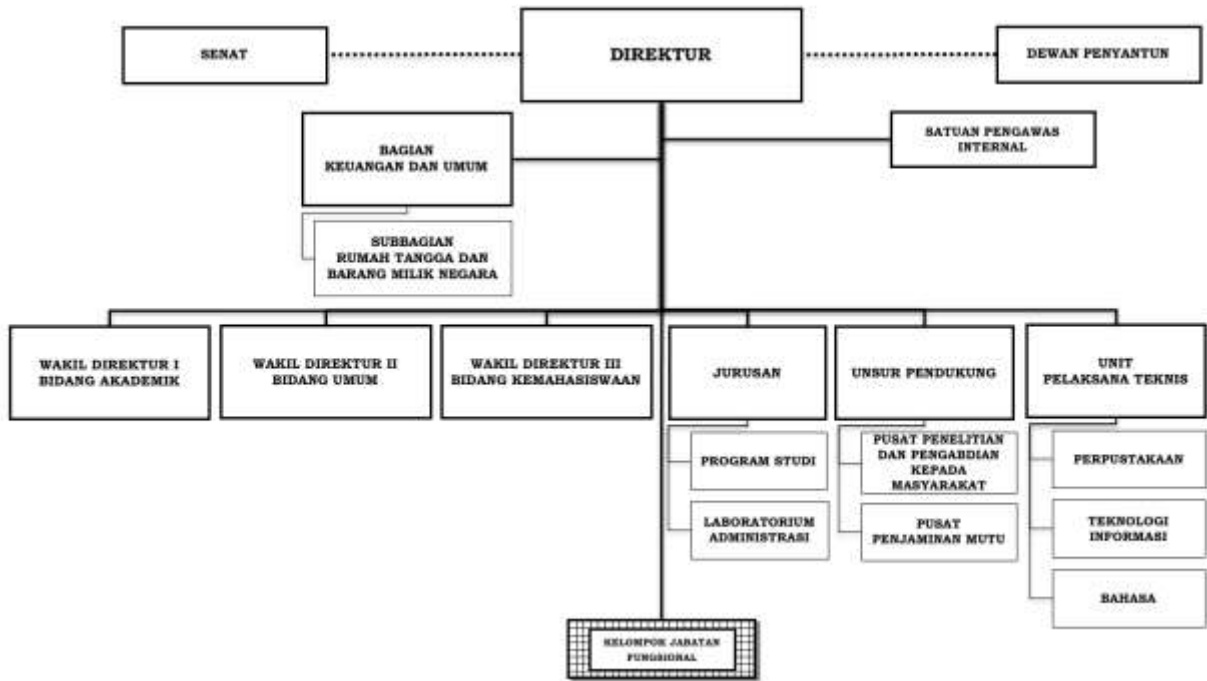 SENAT
DIREKTUR
DEWAN PENYANTUN
BAGIAN
KEUANGAN DAN UMUM
SATUAN PENGAWAS
INTERNAL
SUBBAGIAN
RUMAH TANGGA DAN
BARANG MILIK NEGARA
WAKIL DIREKTUR I
BIDANG AKADEMIK
WAKIL DIREKTUR II
BIDANG UMUM
WAKIL DIREKTUR III
BIDANG KEMAHASISWAAN
JURUSAN
UNSUR PENDUKUNG
UNIT
PELAKSANA TEKNIS
PROGRAM STUDI
LABORATORIUM
ADMINISTRASI
PUSAT PENELITIAN
DAN PENGABDIAN
KEPADA
MASYARAKAT
PUSAT
PENJAMINAN MUTU
PERPUSTAKAAN
TEKNOLOGI
INFORMASI
BAHASA
KELOMPOK JABATAN
FUNGSIONAL